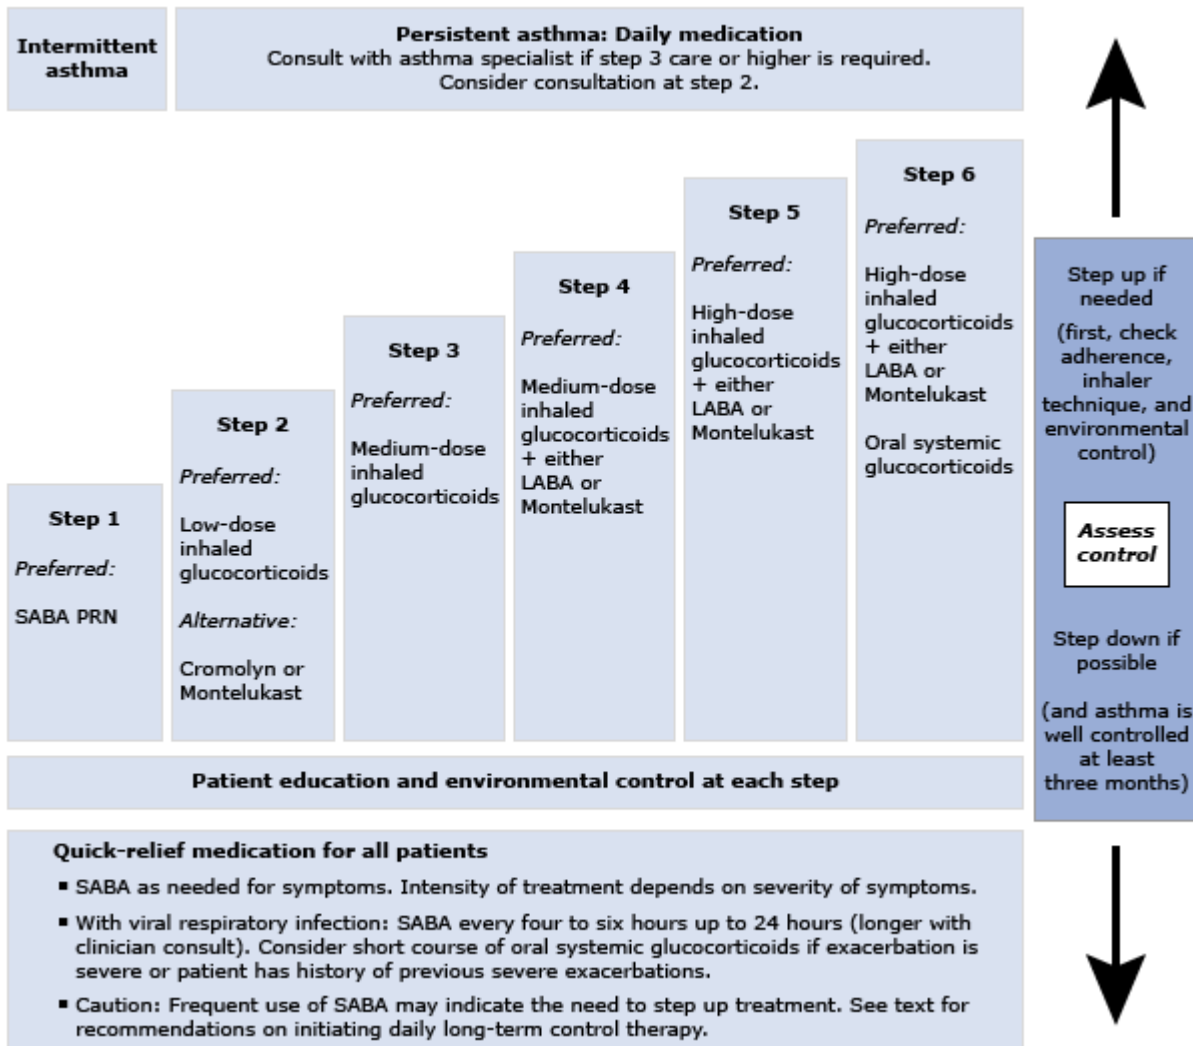 Intermittent
asthma
Persistent asthma: Daily medication
Consult with asthma specialist if step 3 care or higher is required.
Consider consultation at step 2.
Step 1
Preferred:
SABA PRN
Step 2
Preferred:
Low-dose
inhaled
glucocorticoids
Alternative:
Cromolyn or
Montelukast
Step 3
Preferred:
Medium-dose
inhaled
glucocorticoids
Step 4
Preferred:
Medium-dose
inhaled
glucocorticoids
+ either
LABA or
Montelukast
Step 5
Preferred:
High-dose
inhaled
glucocorticoids
+ either
LABA or
Montelukast
Step 6
Preferred:
High-dose
inhaled
glucocorticoids
+ either
LABA or
Montelukast
Oral systemic
glucocorticoids
Step up if
needed
(first, check
adherence,
inhaler
technique, and
environmental
control)
Assess
control
Step down if
possible
(and asthma is
well controlled
at least
three months)
Patient education and environmental control at each step
Quick-relief medication for all patients
▪ SABA as needed for symptoms. Intensity of treatment depends on severity of symptoms.
▪ With viral respiratory infection: SABA every four to six hours up to 24 hours (longer with
clinician consult). Consider short course of oral systemic glucocorticoids if exacerbation is
severe or patient has history of previous severe exacerbations.
▪ Caution: Frequent use of SABA may indicate the need to step up treatment. See text for
recommendations on initiating daily long-term control therapy.